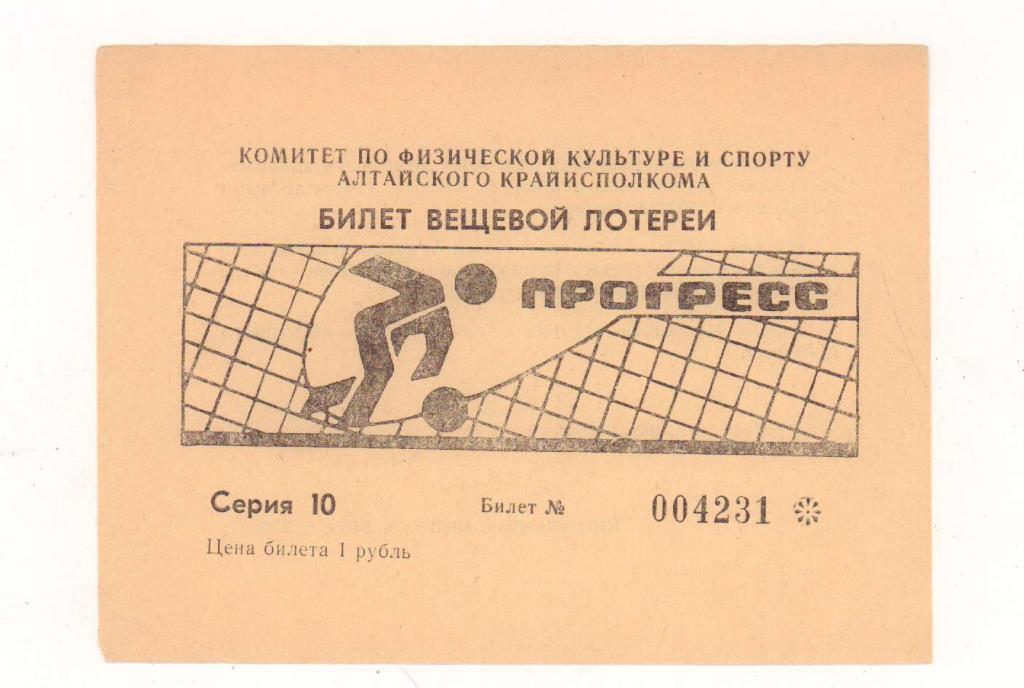 КОМИТЕТ ПО ФИЗИЧЕСКОЙ КУЛЬТУРЕ И СПОРТУ
АЛТАЙСКОГО КРАЙИСПОЛКОМА
БИЛЕТ ВЕЩЕВОЙ ЛОТЕРЕИ
ПРОГРЕСС
Серия 10 Билет № 004231
Цена билета 1 рубль